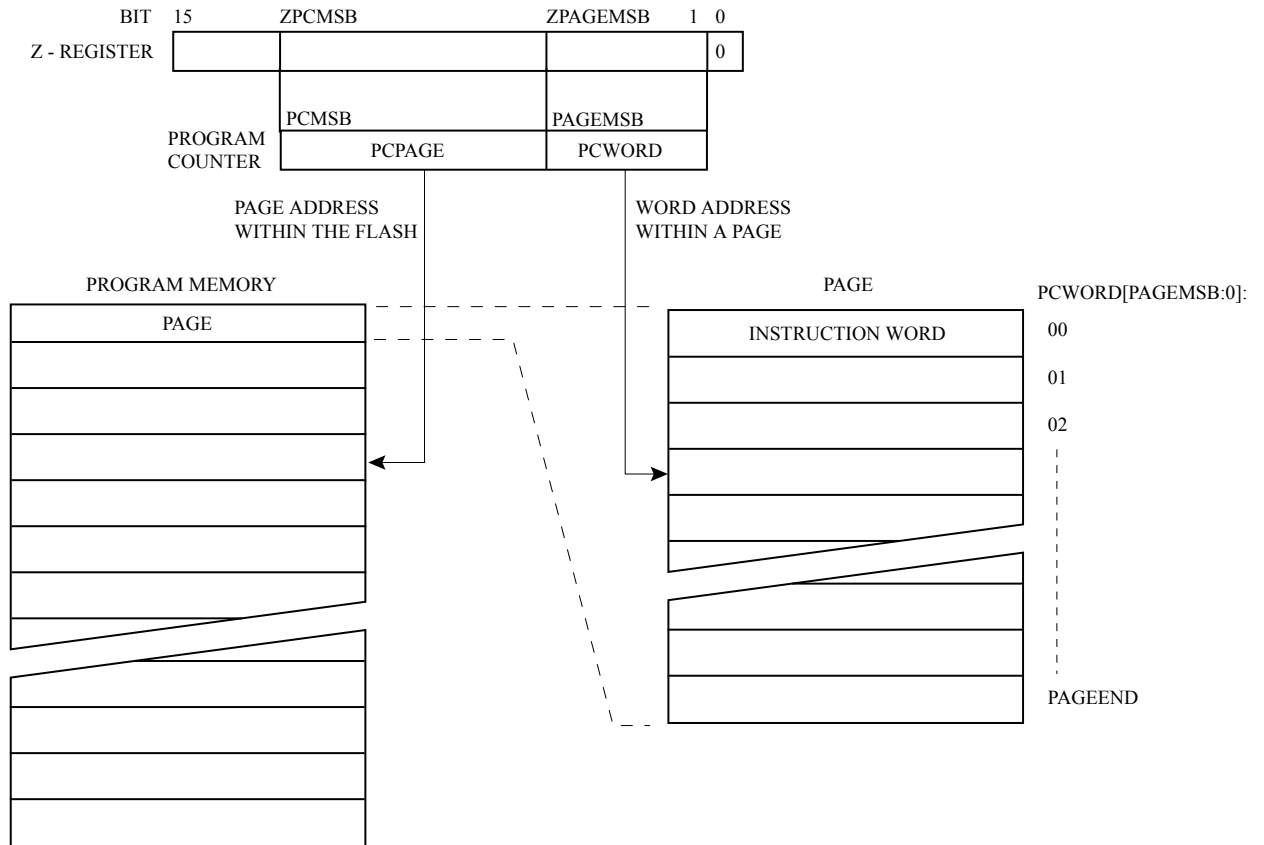 BIT 15 ZPCMSB ZPAGEMSB 1 0
Z - REGISTER 0
PCMSB PAGEMSB
PROGRAM
COUNTER
PCPAGE PCWORD
PAGE ADDRESS
WITHIN THE FLASH
WORD ADDRESS
WITHIN A PAGE
PROGRAM MEMORY
PAGE
PAGE
PCWORD[PAGEMSB:0]:
INSTRUCTION WORD 00
01
02
PAGEEND